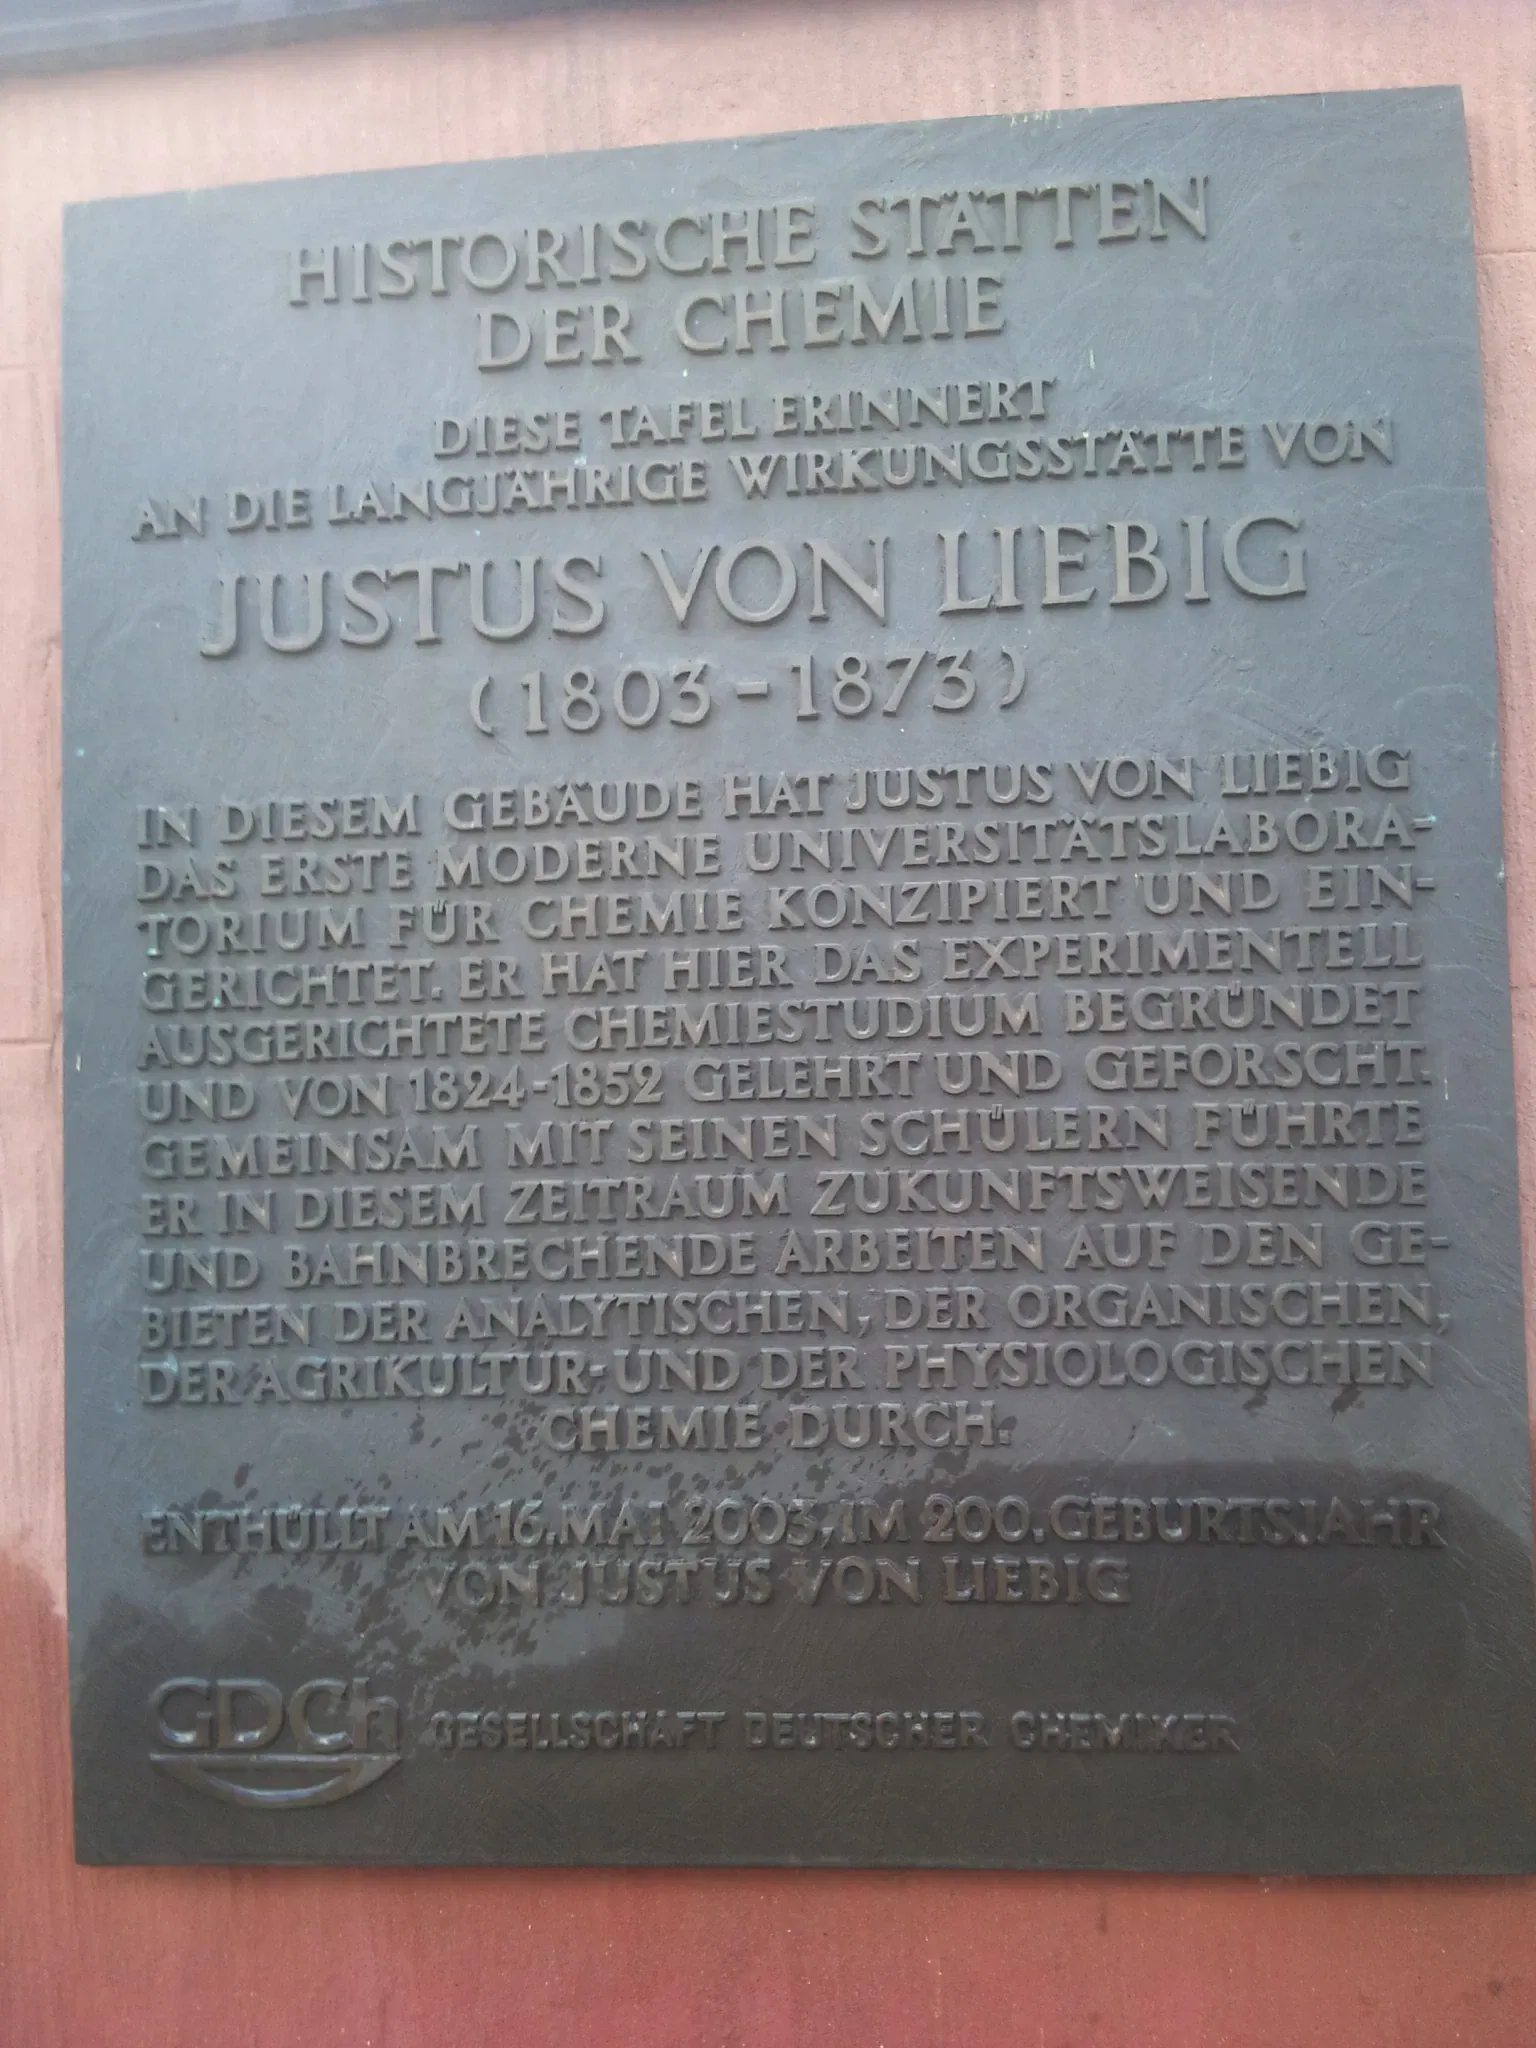 HISTORISCHE STÄTTEN
DER CHEMIE
DIESE TAFEL ERINNERT
AN DIE LANGJÄHRIGE WIRKUNGSSTÄTTE VON
JUSTUS VON LIEBIG
(1803-1873)
IN DIESEM GEBÄUDE HAT JUSTUS VON LIEBIG
DAS ERSTE MODERNE UNIVERSITÄTSLABORA-
TORIUM FÜR CHEMIE KONZIPIERT UND EIN-
GERICHTET. ER HAT HIER DAS EXPERIMENTELL
AUSGERICHTETE CHEMIESTUDIUM BEGRÜNDET
UND VON 1824-1852 GELEHRT UND GEFORSCHT.
GEMEINSAM MIT SEINEN SCHÜLERN FÜHRTE
ER IN DIESEM ZEITRAUM ZUKUNFTSWEISENDE
UND BAHNBRECHENDE ARBEITEN AUF DEN GE-
BIETEN DER ANALYTISCHEN, DER ORGANISCHEN,
DER AGRIKULTUR- UND DER PHYSIOLOGISCHEN
CHEMIE DURCH.
ENTHÜLLT AM 16. MAI 2003, IM 200. GEBURTSJAHR
VON JUSTUS VON LIEBIG
GDCh GESELLSCHAFT DEUTSCHER CHEMIKER